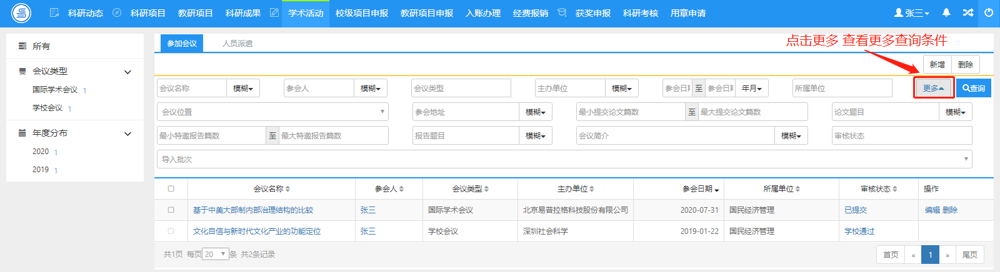 科研动态 科研项目 教研项目 科研成果 学术活动 校级项目申报 教研项目申报 入账办理 经费报销 获奖申报 科研考核 用章申请 张三
所有
会议类型
国际学术会议 1
学校会议 1
年度分布
2020 1
2019 1
参加会议 人员派遣
点击更多 查看更多查询条件
新增 删除
会议名称 模糊 参会人 模糊 会议类型 主办单位 模糊 参会日期 至 参会日期 年月 所属单位 更多 查询
会议位置 参会地址 模糊 最小提交论文篇数 至 最大提交论文篇数 论文题目 模糊
最小特邀报告篇数 至 最大特邀报告篇数 报告题目 模糊 会议简介 模糊 审核状态
导入批次
会议名称 参会人 会议类型 主办单位 参会日期 所属单位 审核状态 操作
基于中美大部制内部治理结构的比较 张三 国际学术会议 北京易普拉格科技股份有限公司 2020-07-31 国民经济管理 已提交 编辑 删除
文化自信与新时代文化产业的功能定位 张三 学校会议 深圳社会科学 2019-01-22 国民经济管理 学校通过
共1页 每页 20 条 共2条记录 首页 « 1 » 尾页